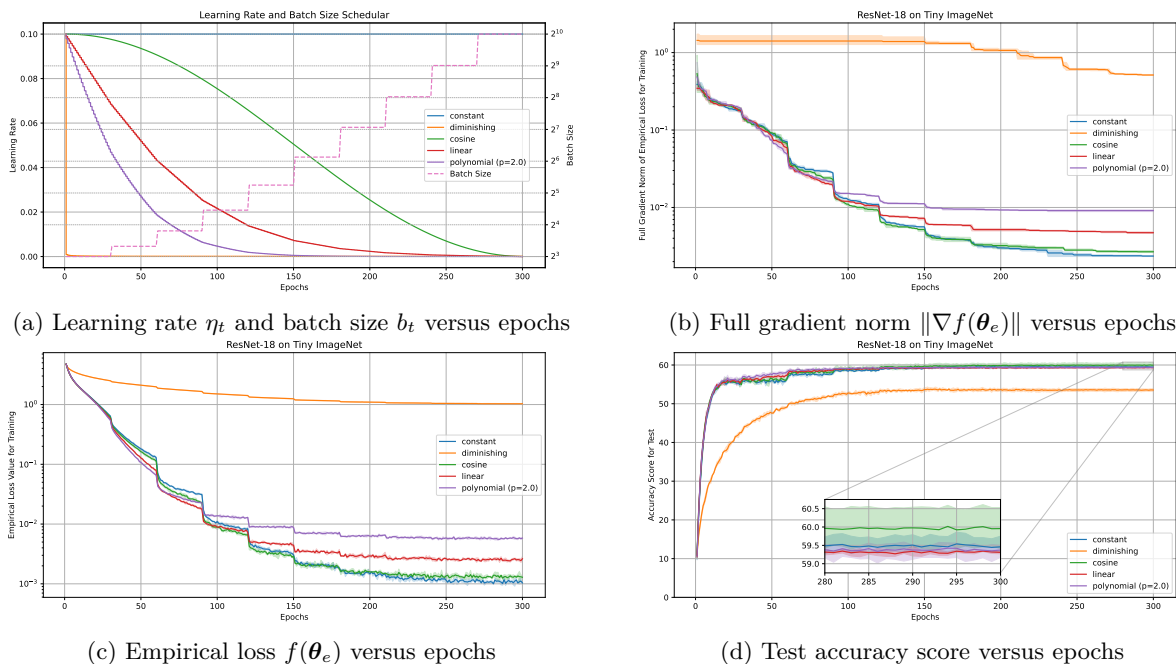 Learning Rate and Batch Size Schedular
0.10
0.08
0.06
0.04
0.02
0.00
Learning Rate
2^10
2^9
2^8
2^7
2^6
2^5
2^4
2^3
Batch Size
constant
diminishing
cosine
linear
polynomial (p=2.0)
Batch Size
0 50 100 150 200 250 300
Epochs
(a) Learning rate η_t and batch size b_t versus epochs
ResNet-18 on Tiny ImageNet
10^0
10^−1
10^−2
Full Gradient Norm of Empirical Loss for Training
constant
diminishing
cosine
linear
polynomial (p=2.0)
0 50 100 150 200 250 300
Epochs
(b) Full gradient norm ∥∇f(θ_e)∥ versus epochs
ResNet-18 on Tiny ImageNet
10^0
10^−1
10^−2
10^−3
Empirical Loss Value for Training
constant
diminishing
cosine
linear
polynomial (p=2.0)
0 50 100 150 200 250 300
Epochs
(c) Empirical loss f(θ_e) versus epochs
ResNet-18 on Tiny ImageNet
60
50
40
30
20
10
0
Accuracy Score for Test
60.5
60.0
59.5
59.0
280 285 290 295 300
constant
diminishing
cosine
linear
polynomial (p=2.0)
0 50 100 150 200 250 300
Epochs
(d) Test accuracy score versus epochs